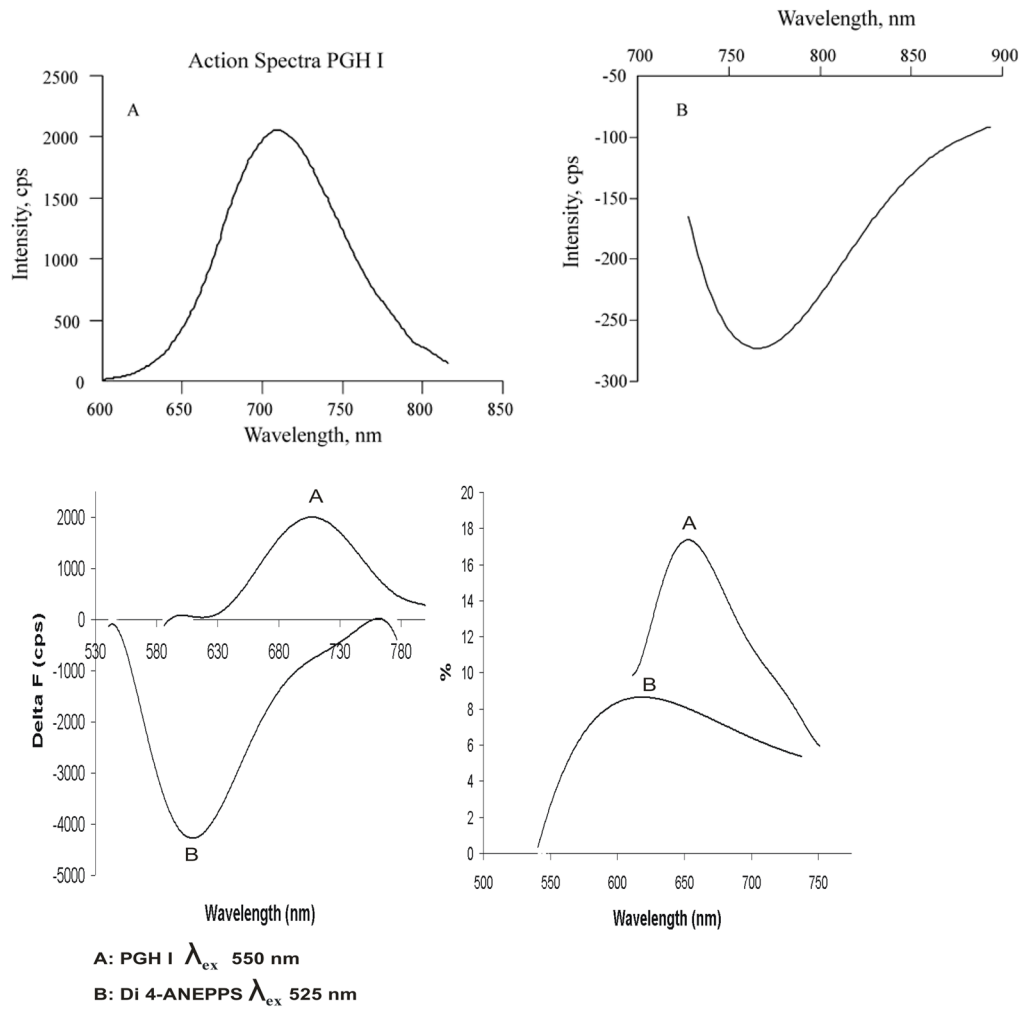 Action Spectra PGH I
A
2500
2000
1500
1000
500
0
Intensity, cps
600 650 700 750 800 850
Wavelength, nm
Wavelength, nm
700 750 800 850 900
B
-50
-100
-150
-200
-250
-300
Intensity, cps
A
2000
1000
0
-1000
-2000
-3000
-4000
-5000
530 580 630 680 730 780
Delta F (cps)
B
Wavelength (nm)
A: PGH I λex 550 nm
B: Di 4-ANEPPS λex 525 nm
20
18
16
14
12
10
8
6
4
2
0
%
A
B
500 550 600 650 700 750
Wavelength (nm)